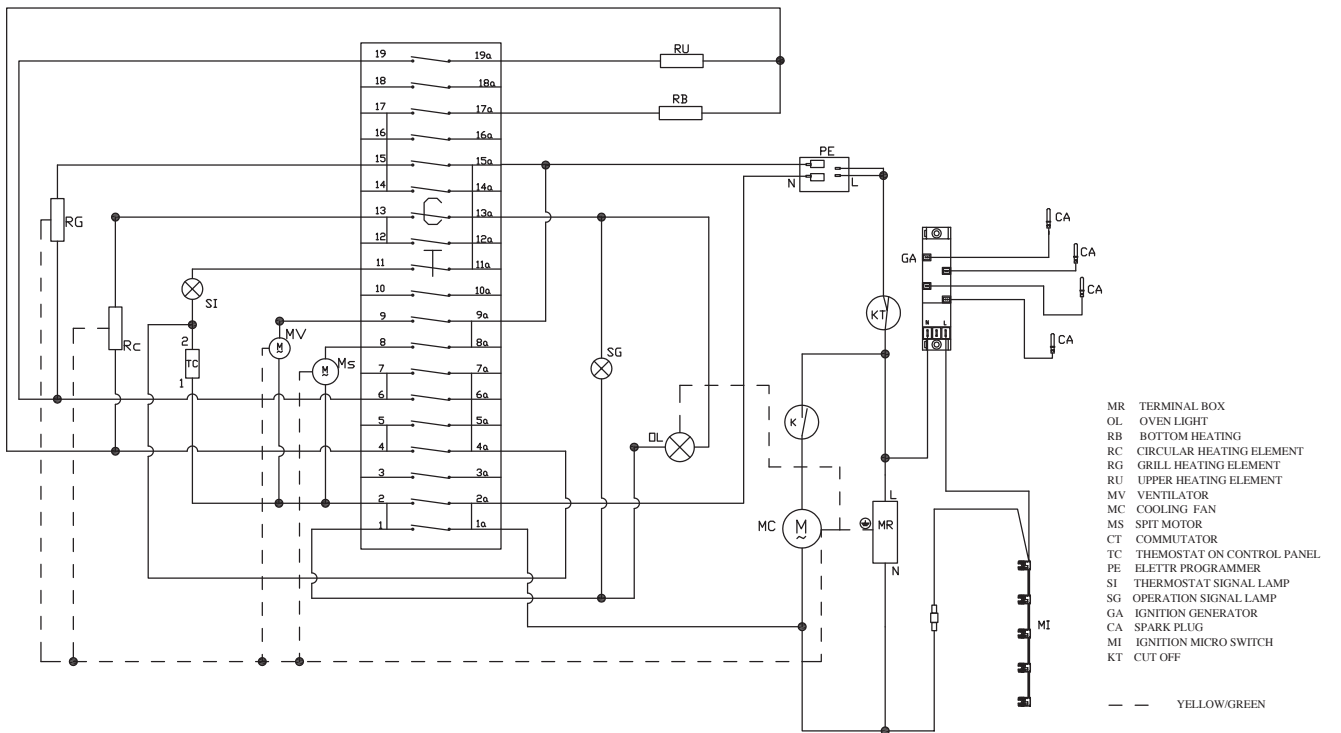 19 19a
18 18a
17 17a
16 16a
15 15a
14 14a
13 13a
12 12a
11 11a
10 10a
9 9a
8 8a
7 7a
6 6a
5 5a
4 4a
3 3a
2 2a
1 1a
C
T
RU
RB
PE
N L
RG
Rc
SI
2
TC
1
MV
~
Ms
~
SG
OL
KT
K
MC
M
~
L
MR
N
GA
N L
CA
CA
CA
CA
MI
MR TERMINAL BOX
OL OVEN LIGHT
RB BOTTOM HEATING
RC CIRCULAR HEATING ELEMENT
RG GRILL HEATING ELEMENT
RU UPPER HEATING ELEMENT
MV VENTILATOR
MC COOLING FAN
MS SPIT MOTOR
CT COMMUTATOR
TC THEMOSTAT ON CONTROL PANEL
PE ELETTR PROGRAMMER
SI THERMOSTAT SIGNAL LAMP
SG OPERATION SIGNAL LAMP
GA IGNITION GENERATOR
CA SPARK PLUG
MI IGNITION MICRO SWITCH
KT CUT OFF
— — YELLOW/GREEN